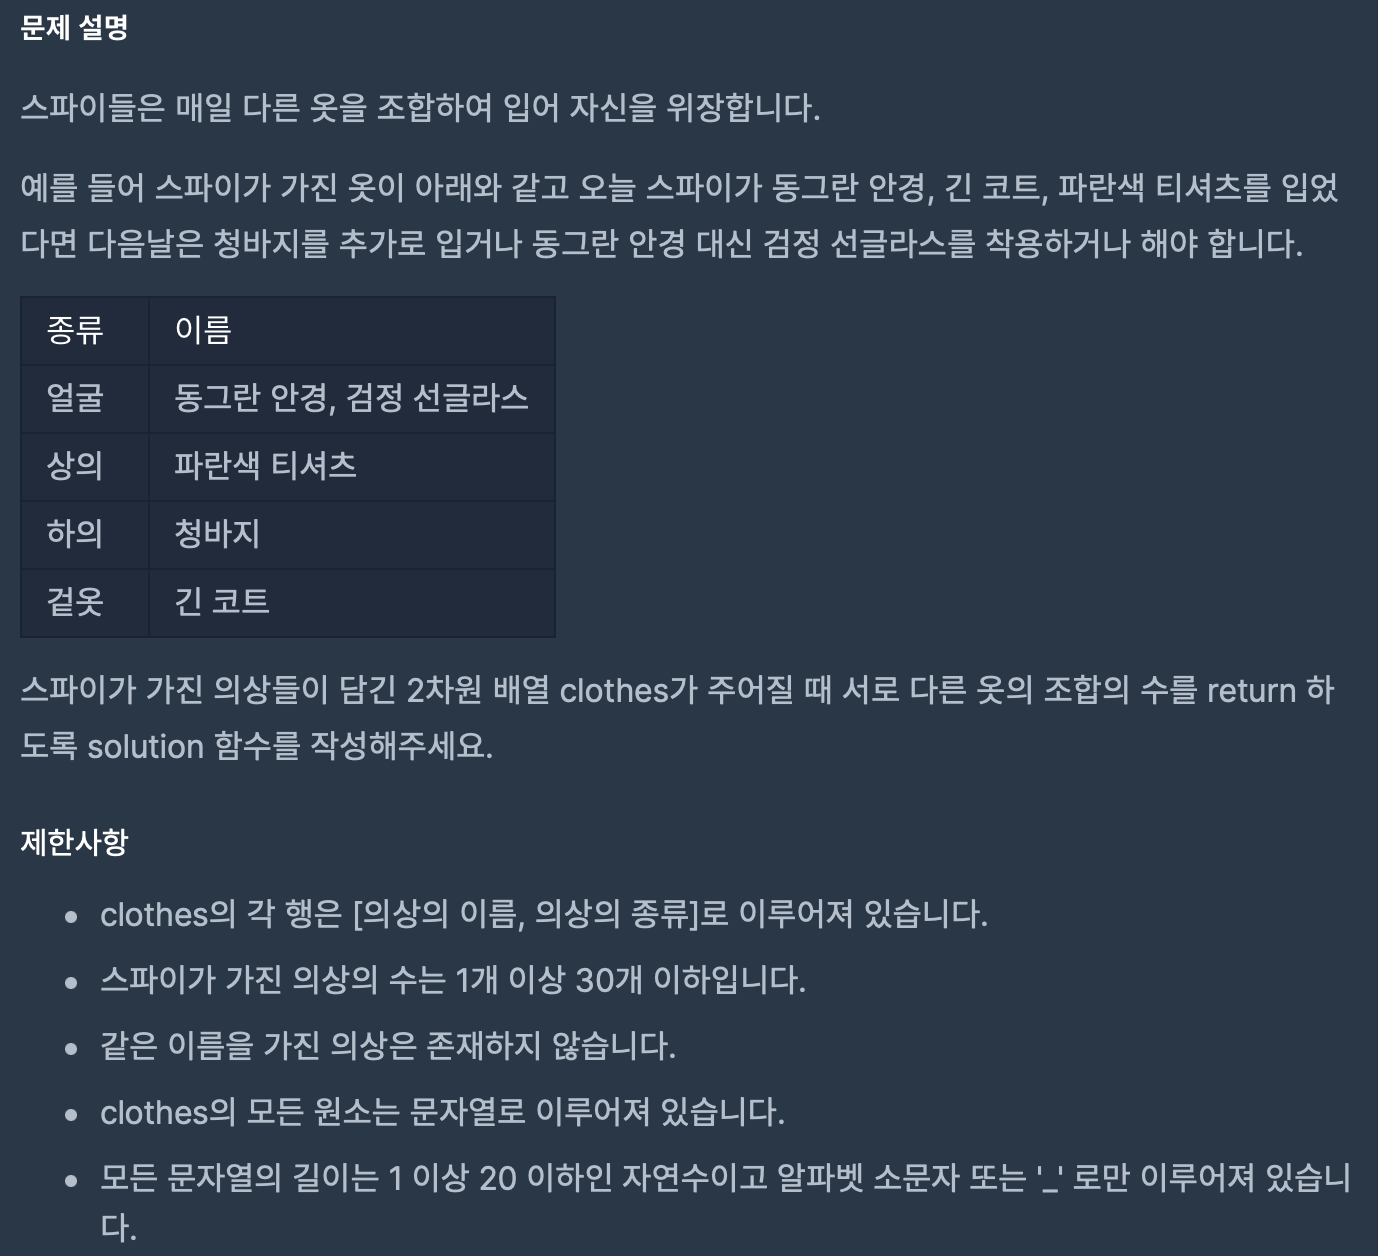 문제 설명
스파이들은 매일 다른 옷을 조합하여 입어 자신을 위장합니다.
예를 들어 스파이가 가진 옷이 아래와 같고 오늘 스파이가 동그란 안경, 긴 코트, 파란색 티셔츠를 입었
다면 다음날은 청바지를 추가로 입거나 동그란 안경 대신 검정 선글라스를 착용하거나 해야 합니다.
종류 이름
얼굴 동그란 안경, 검정 선글라스
상의 파란색 티셔츠
하의 청바지
겉옷 긴 코트
스파이가 가진 의상들이 담긴 2차원 배열 clothes가 주어질 때 서로 다른 옷의 조합의 수를 return 하
도록 solution 함수를 작성해주세요.
제한사항
• clothes의 각 행은 [의상의 이름, 의상의 종류]로 이루어져 있습니다.
• 스파이가 가진 의상의 수는 1개 이상 30개 이하입니다.
• 같은 이름을 가진 의상은 존재하지 않습니다.
• clothes의 모든 원소는 문자열로 이루어져 있습니다.
• 모든 문자열의 길이는 1 이상 20 이하인 자연수이고 알파벳 소문자 또는 '_' 로만 이루어져 있습니
다.